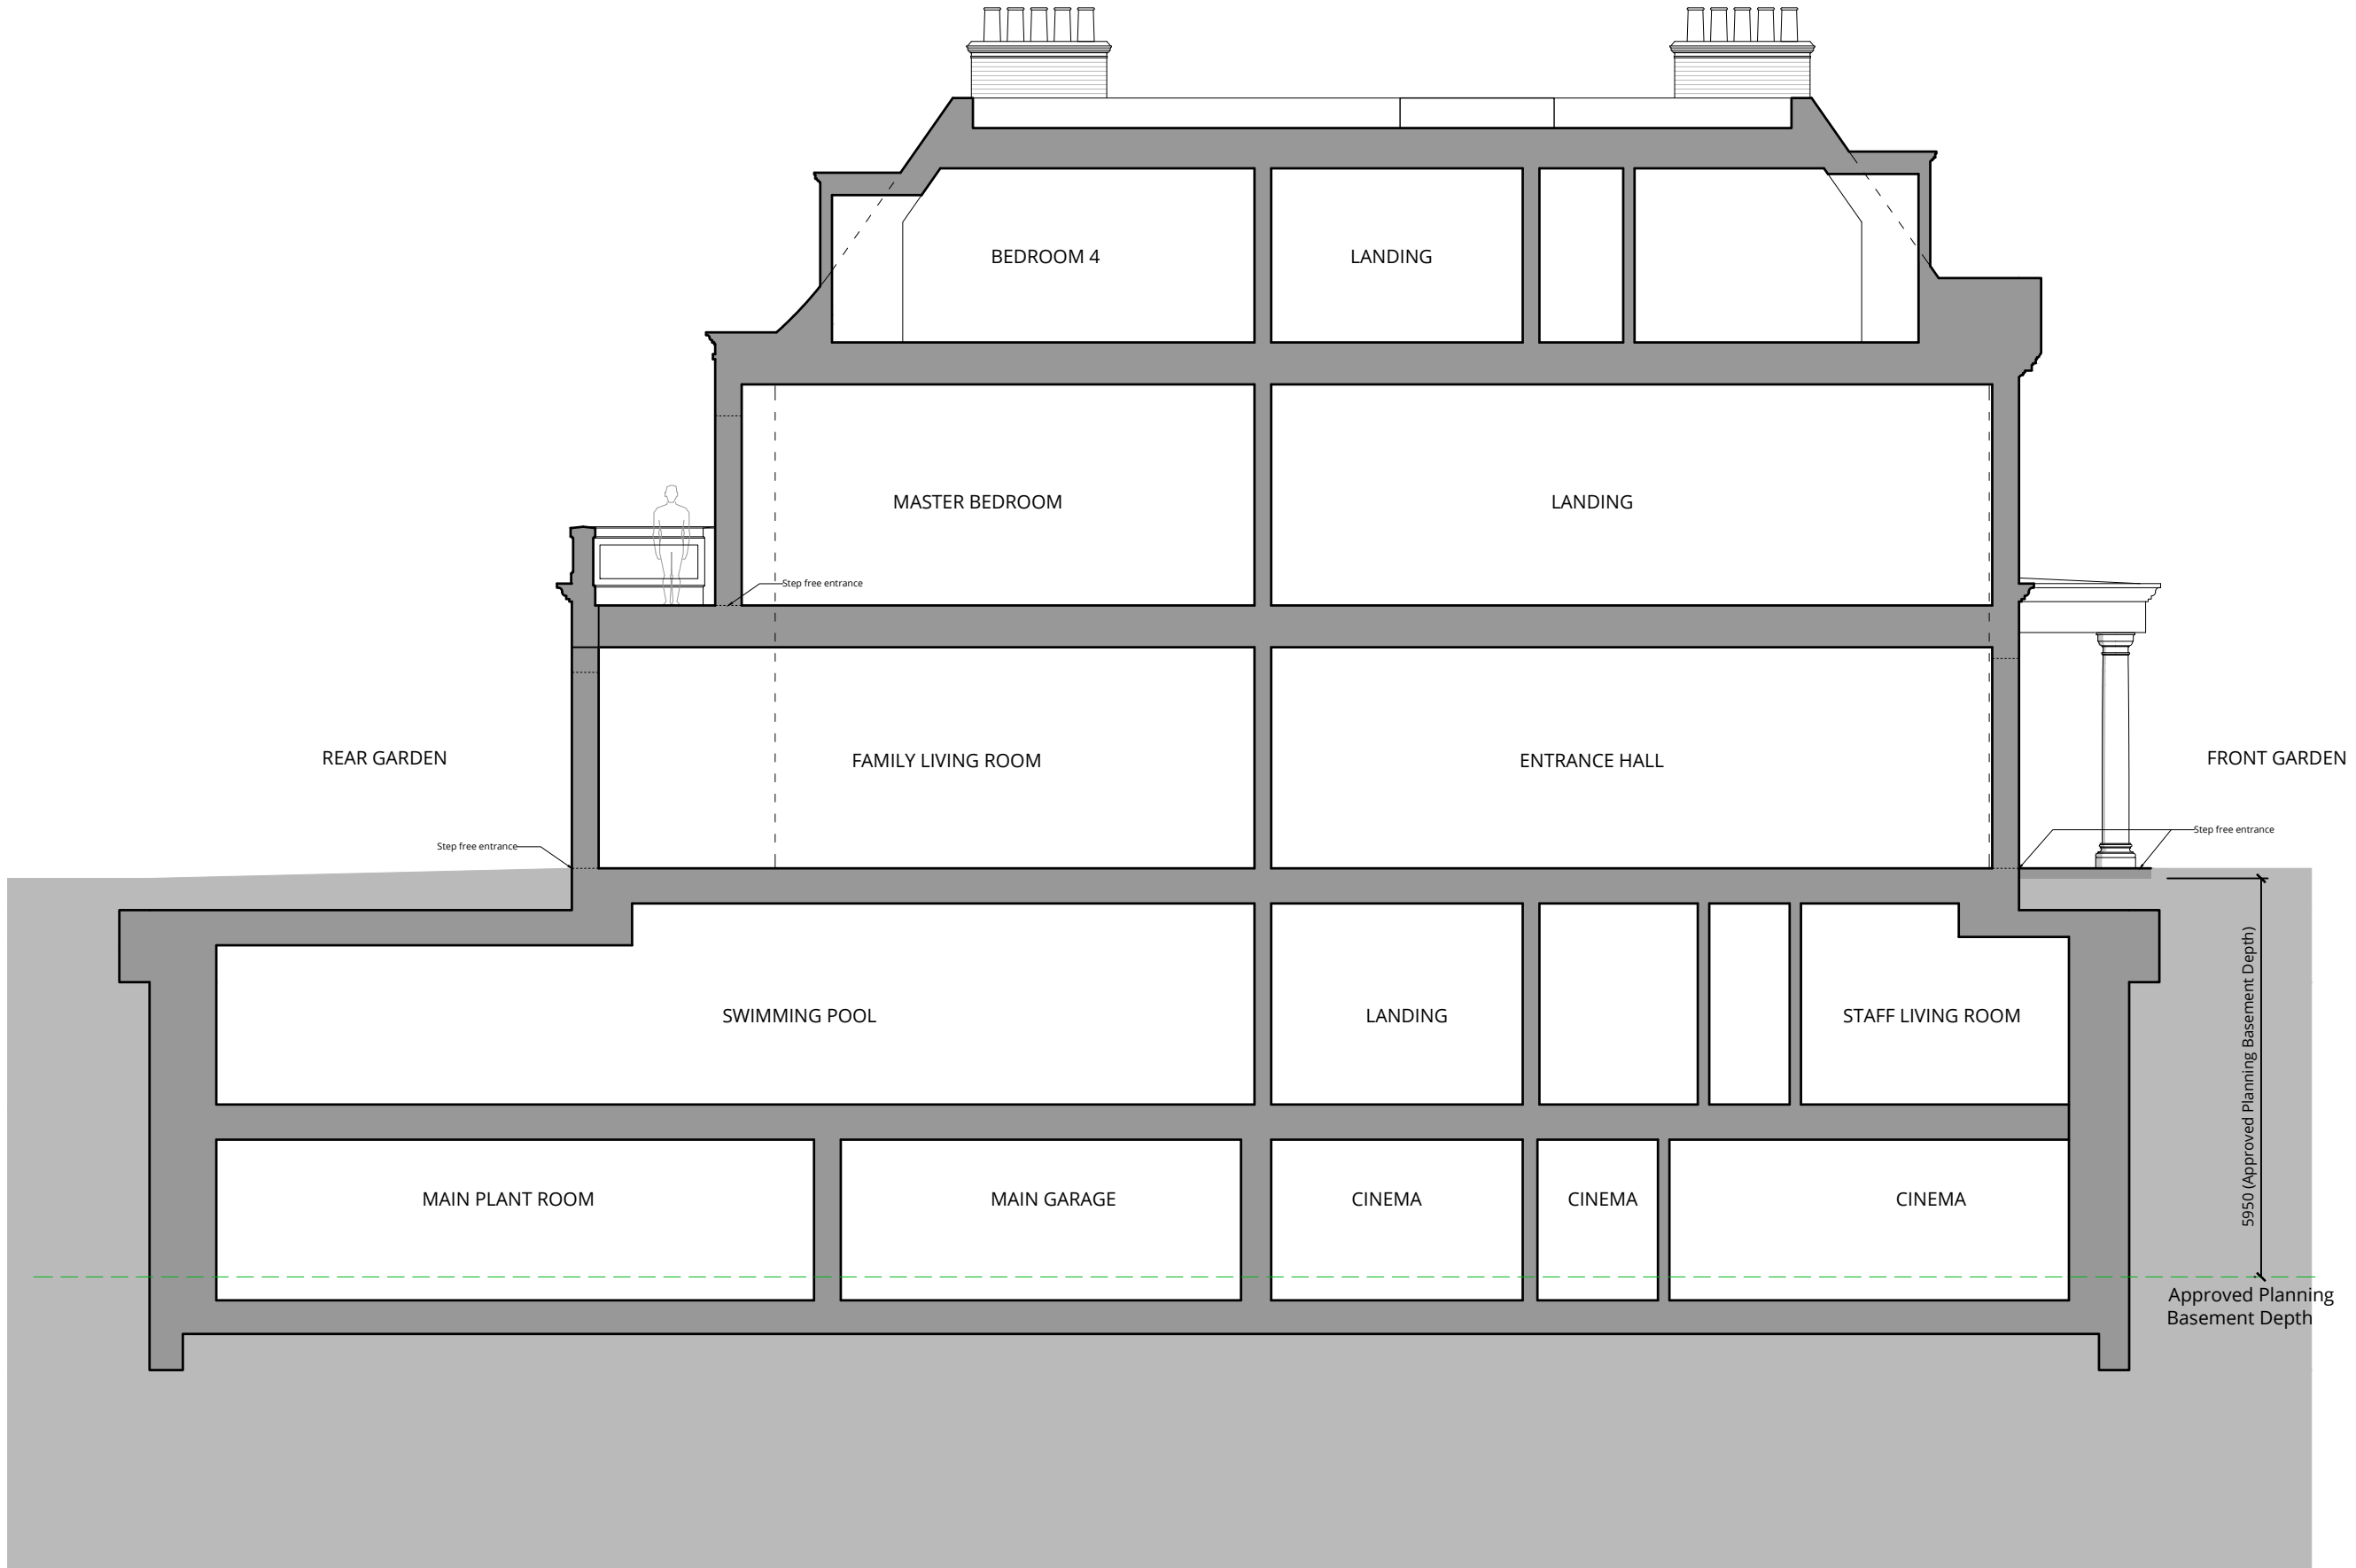 BEDROOM 4
LANDING
MASTER BEDROOM
LANDING
Step free entrance
REAR GARDEN
FAMILY LIVING ROOM
ENTRANCE HALL
FRONT GARDEN
Step free entrance
Step free entrance
SWIMMING POOL
LANDING
STAFF LIVING ROOM
5950 (Approved Planning Basement Depth)
MAIN PLANT ROOM
MAIN GARAGE
CINEMA
CINEMA
CINEMA
Approved Planning
Basement Depth